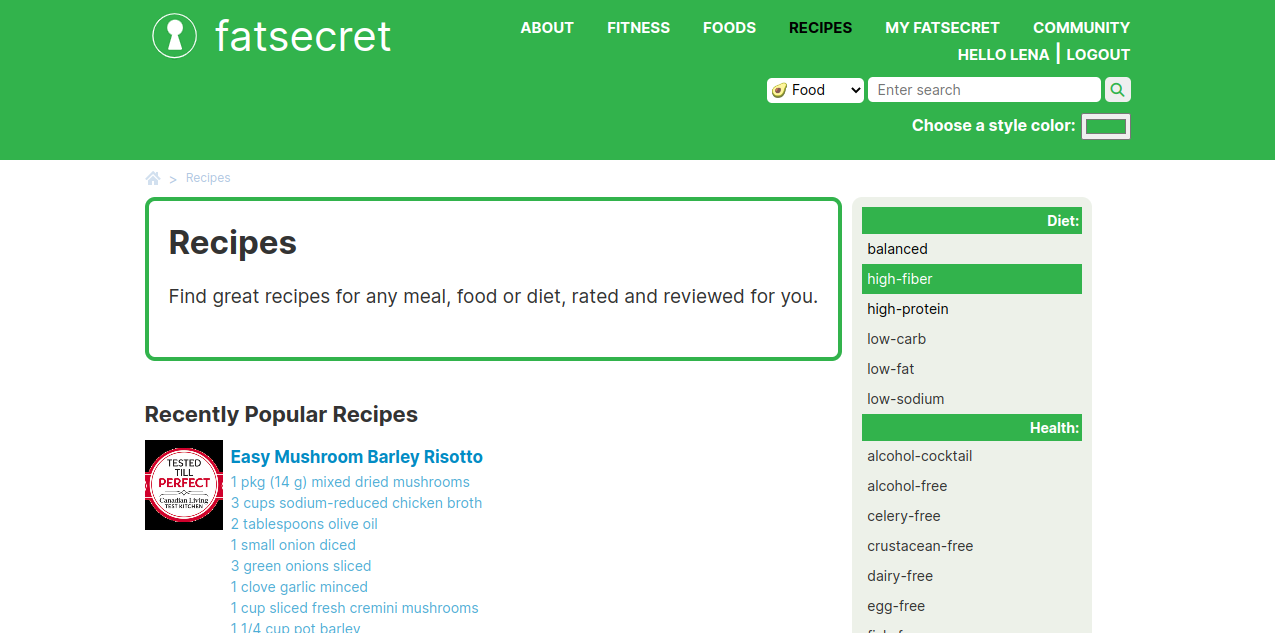 fatsecret
ABOUT FITNESS FOODS RECIPES MY FATSECRET COMMUNITY
HELLO LENA | LOGOUT
Food Enter search
Choose a style color:
> Recipes
Recipes
Find great recipes for any meal, food or diet, rated and reviewed for you.
Recently Popular Recipes
TESTED
TILL
PERFECT
Canadian Living
TEST KITCHEN
Easy Mushroom Barley Risotto
1 pkg (14 g) mixed dried mushrooms
3 cups sodium-reduced chicken broth
2 tablespoons olive oil
1 small onion diced
3 green onions sliced
1 clove garlic minced
1 cup sliced fresh cremini mushrooms
1 1/4 cup pot barley
Diet:
balanced
high-fiber
high-protein
low-carb
low-fat
low-sodium
Health:
alcohol-cocktail
alcohol-free
celery-free
crustacean-free
dairy-free
egg-free